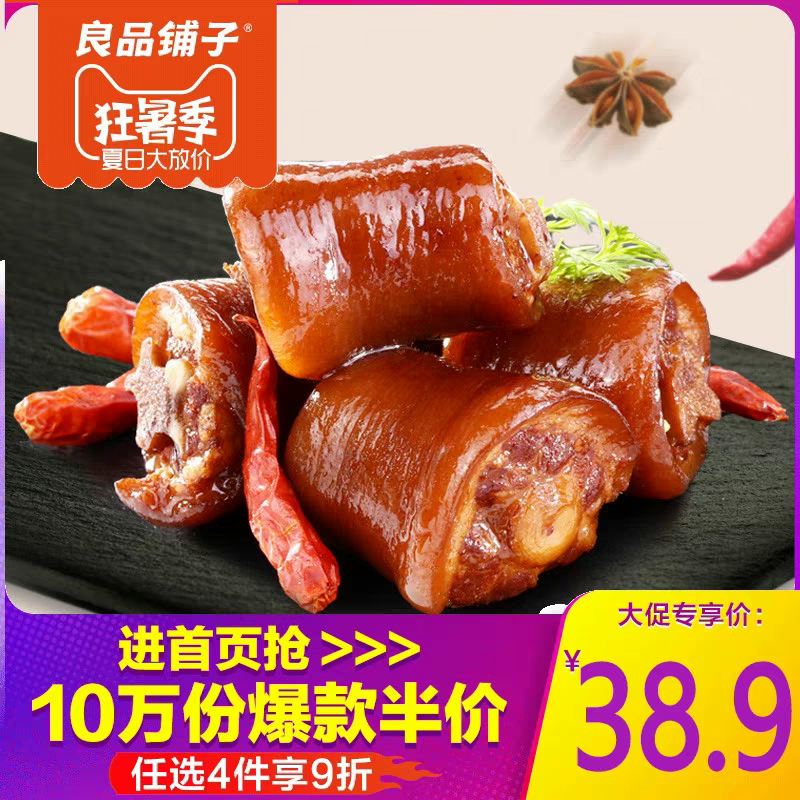 良品铺子®
狂暑季
夏日大放价
进首页抢 >>>
10万份爆款半价
任选4件享9折
大促专享价:
¥38.9